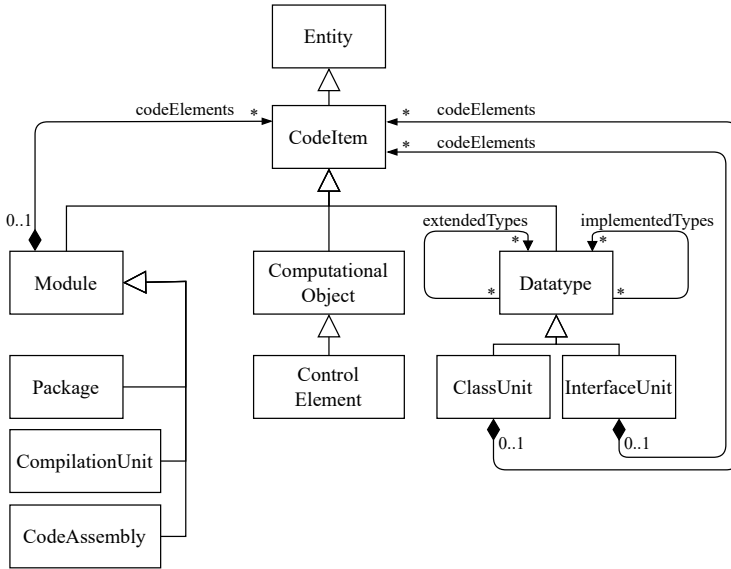 Entity
codeElements
*
*
codeElements
CodeItem
*
codeElements
0..1
extendedTypes
implementedTypes
*
*
Module
Computational
Object
Datatype
*
*
Package
Control
Element
ClassUnit
InterfaceUnit
0..1
0..1
CompilationUnit
CodeAssembly